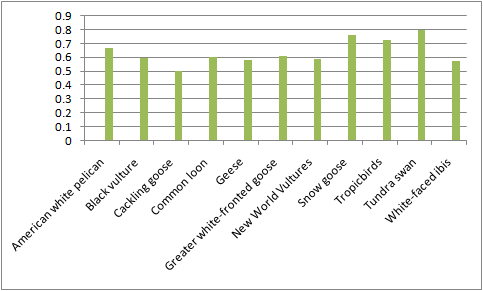 0.9
0.8
0.7
0.6
0.5
0.4
0.3
0.2
0.1
0
American white pelican
Black vulture
Cackling goose
Common loon
Geese
Greater white-fronted goose
New World Vultures
Snow goose
Tropicbirds
Tundra swan
White-faced ibis